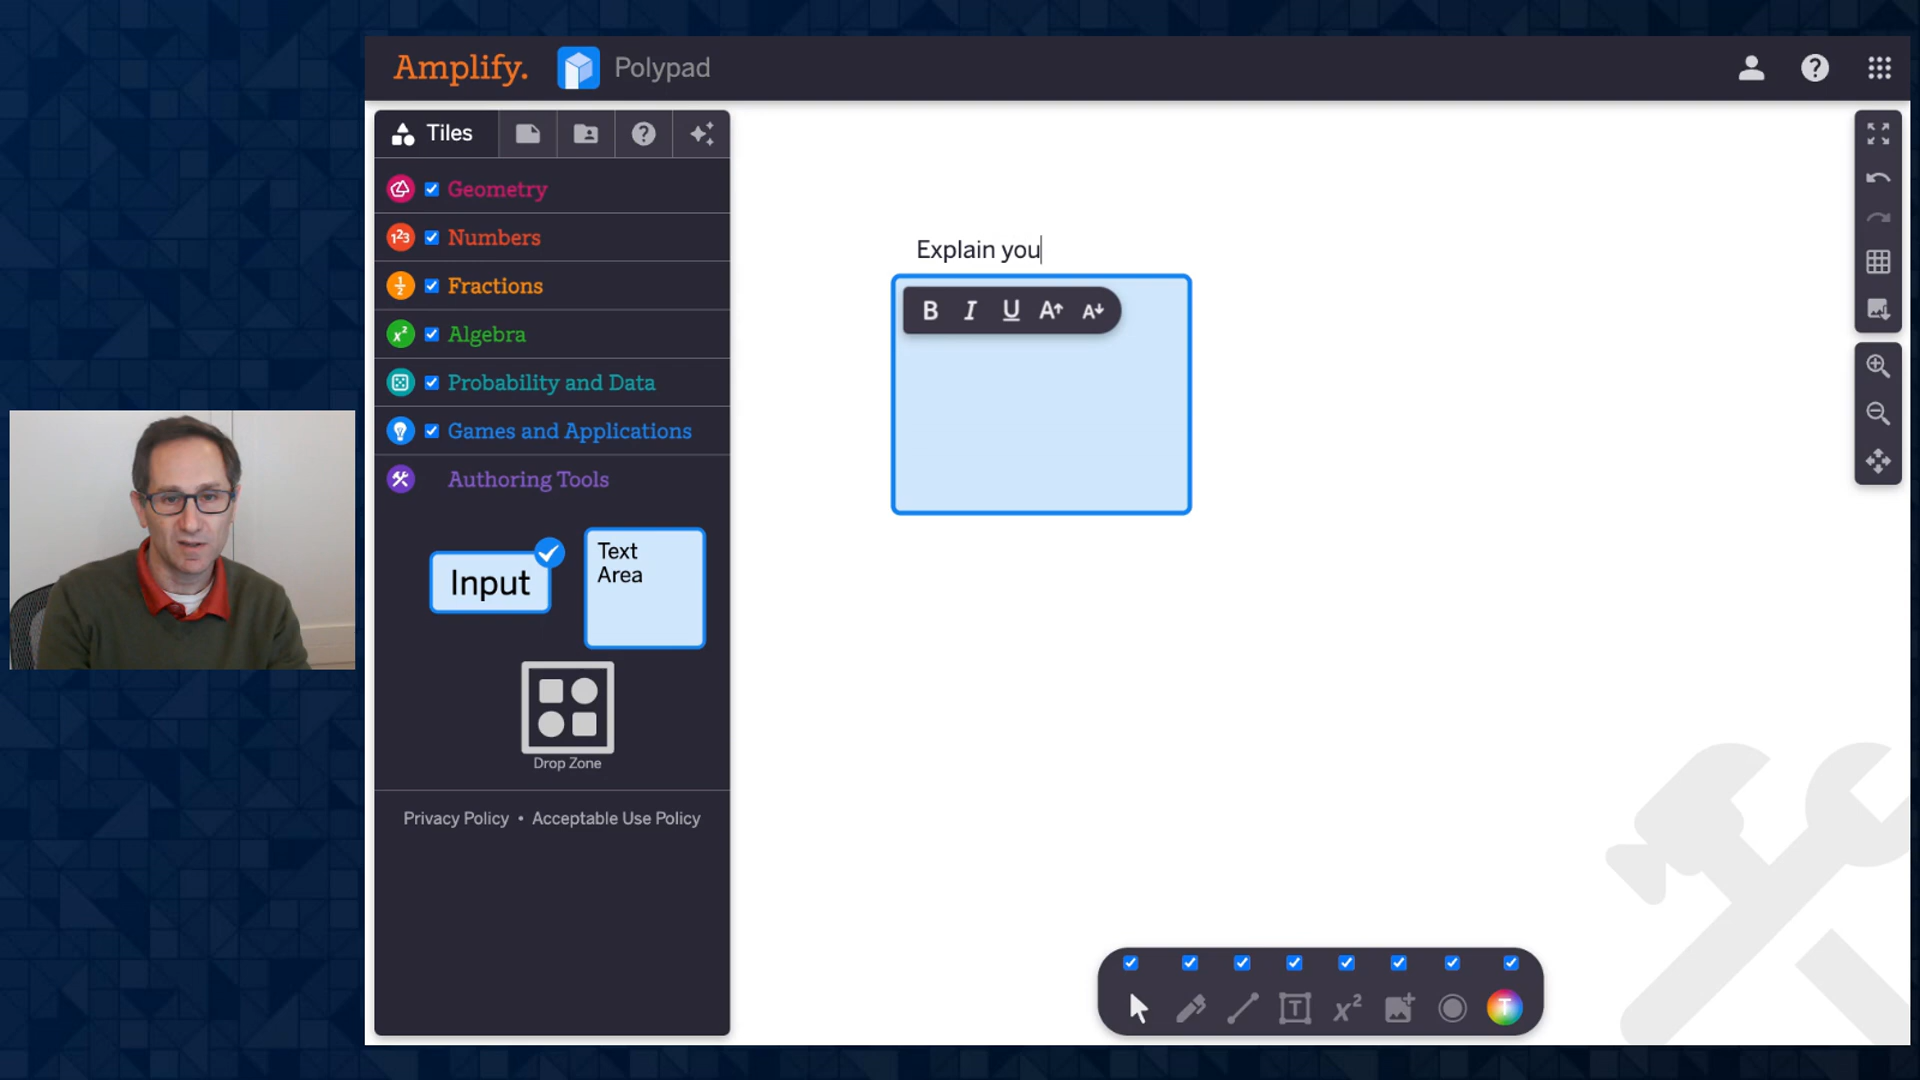 Amplify.
Polypad
Tiles
Geometry
Numbers
Fractions
Algebra
Probability and Data
Games and Applications
Authoring Tools
Input
Text
Area
Drop Zone
Privacy Policy • Acceptable Use Policy
Explain you
B I U A A
T x² T